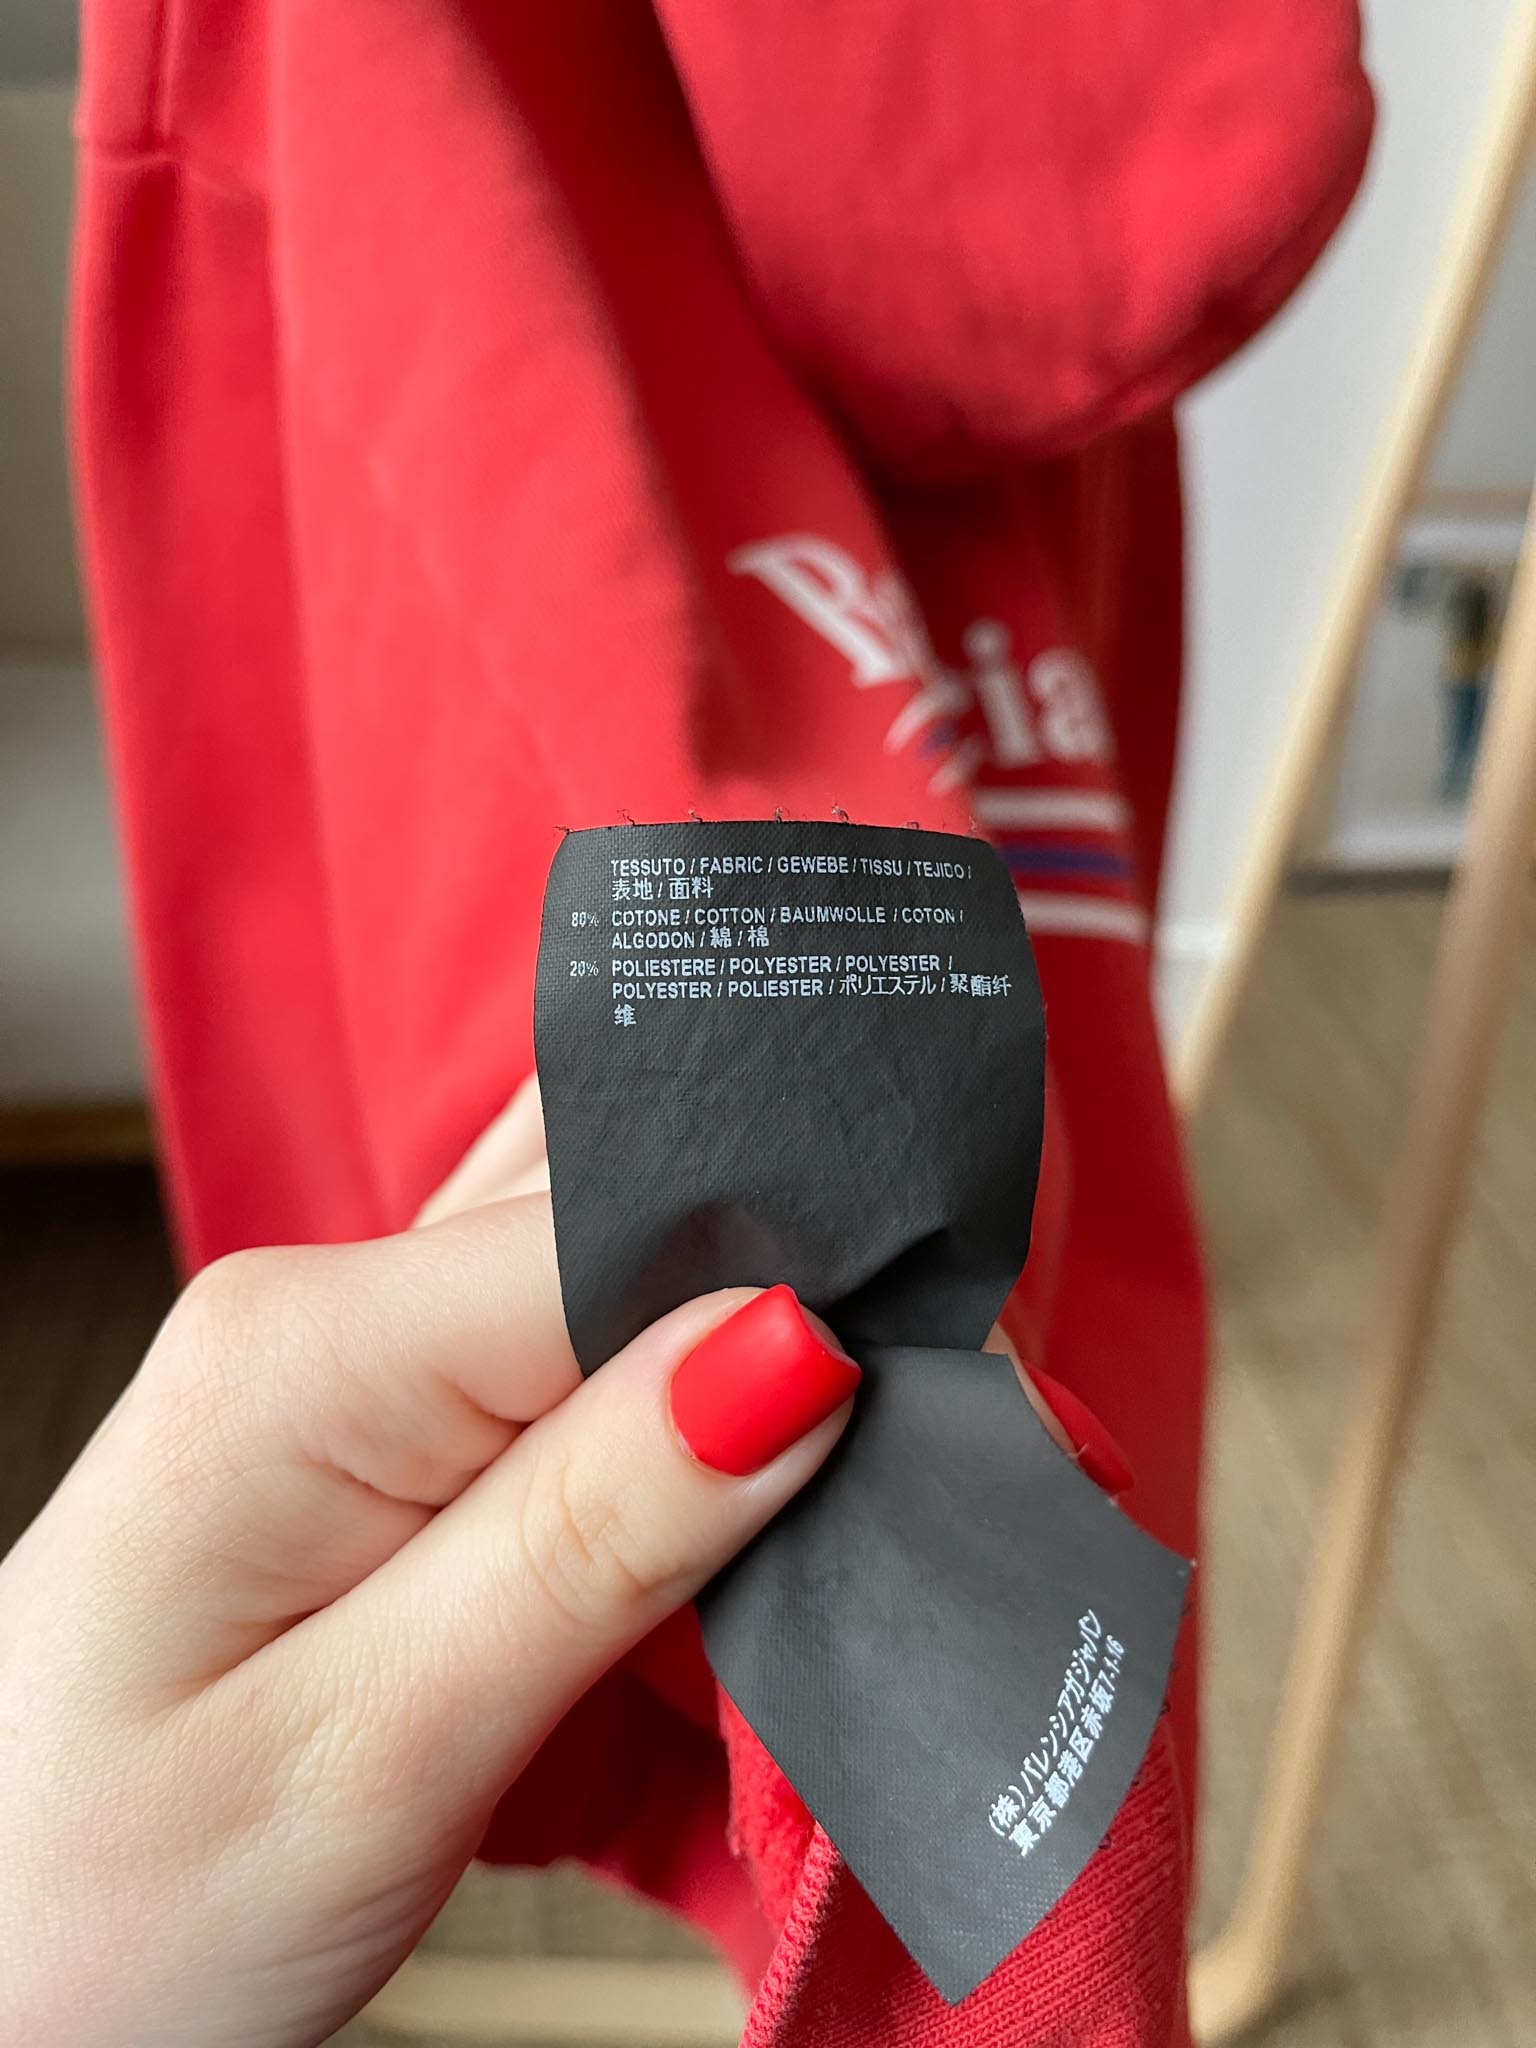 TESSUTO / FABRIC / GEWEBE / TISSU / TEJIDO /
表地 / 面料
80% COTONE / COTTON / BAUMWOLLE / COTON /
ALGODON / 綿 / 棉
20% POLIESTERE / POLYESTER / POLYESTER /
POLYESTER / POLIESTER / ポリエステル / 聚酯纤
维
(株)バレンシアガジャパン
東京都港区赤坂7.1.16